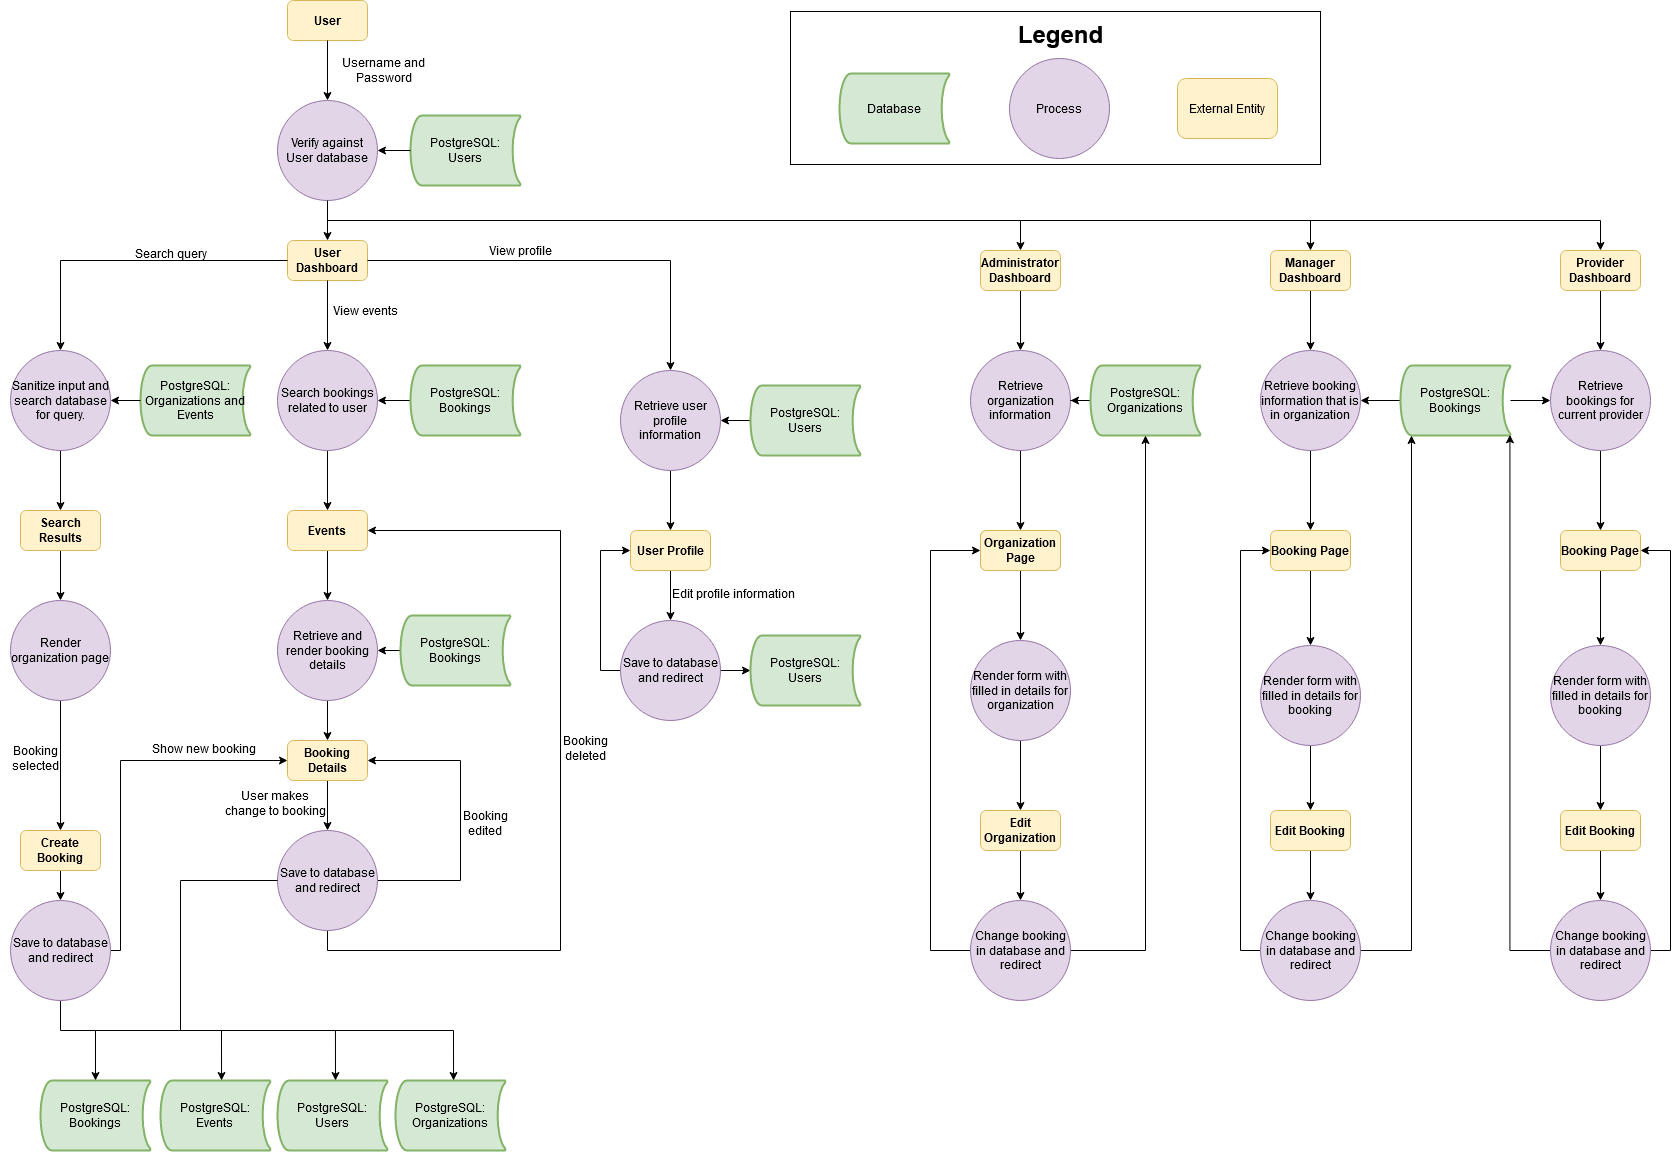 User
Legend
Username and
Password
Database
Process
External Entity
Verify against
User database
PostgreSQL:
Users
Search query
User
Dashboard
View profile
Administrator
Dashboard
Manager
Dashboard
Provider
Dashboard
View events
Sanitize input and
search database
for query.
PostgreSQL:
Organizations and
Events
Search bookings
related to user
PostgreSQL:
Bookings
Retrieve user
profile
information
PostgreSQL:
Users
Retrieve
organization
information
PostgreSQL:
Organizations
Retrieve booking
information that is
in organization
PostgreSQL:
Bookings
Retrieve
bookings for
current provider
Search
Results
Events
User Profile
Organization
Page
Booking Page
Booking Page
Edit profile information
Render
organization page
Retrieve and
render booking
details
PostgreSQL:
Bookings
Save to database
and redirect
PostgreSQL:
Users
Render form with
filled in details for
organization
Render form with
filled in details for
booking
Render form with
filled in details for
booking
Booking
selected
Show new booking
Booking
Details
Booking
deleted
User makes
change to booking
Booking
edited
Create
Booking
Edit
Organization
Edit Booking
Edit Booking
Save to database
and redirect
Save to database
and redirect
Change booking
in database and
redirect
Change booking
in database and
redirect
Change booking
in database and
redirect
PostgreSQL:
Bookings
PostgreSQL:
Events
PostgreSQL:
Users
PostgreSQL:
Organizations